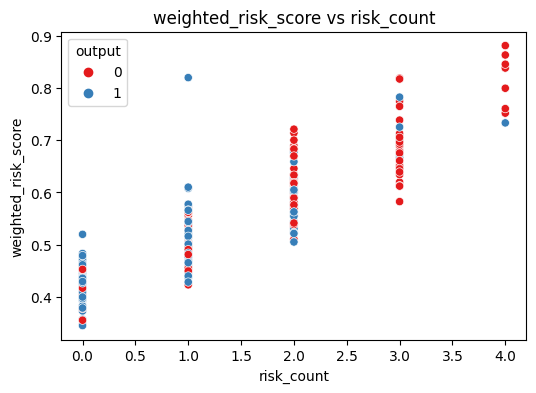 weighted_risk_score vs risk_count
output
0
1
0.9
0.8
0.7
0.6
0.5
0.4
weighted_risk_score
0.0 0.5 1.0 1.5 2.0 2.5 3.0 3.5 4.0
risk_count